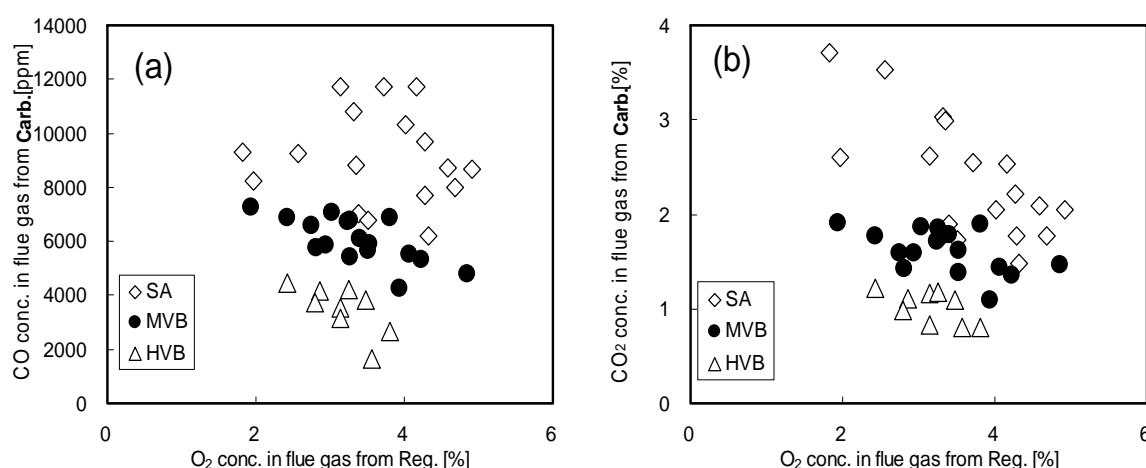 14000
12000
10000
8000
6000
4000
2000
0
(a)
CO conc. in flue gas from Carb.[ppm]
SA
MVB
HVB
0 2 4 6
O2 conc. in flue gas from Reg. [%]
4
3
2
1
0
(b)
CO2 conc. in flue gas from Carb.[%]
SA
MVB
HVB
0 2 4 6
O2 conc. in flue gas from Reg. [%]